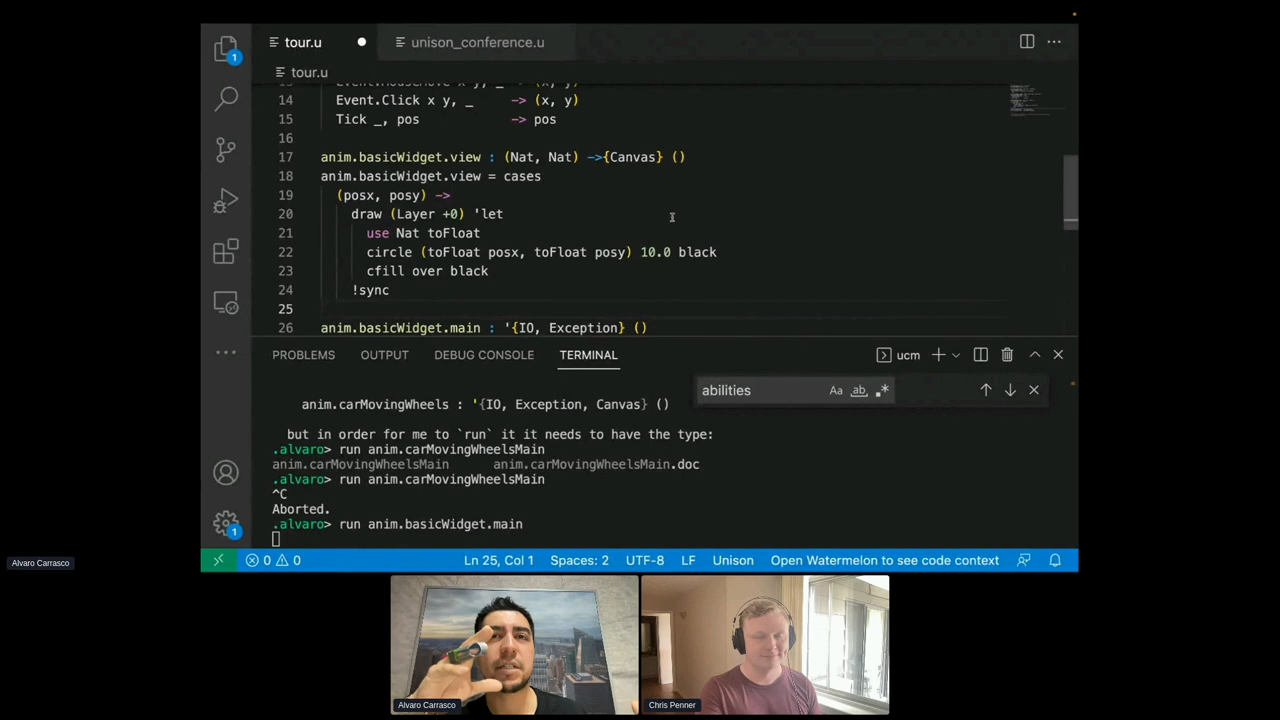 tour.u
unison_conference.u
tour.u
14 Event.Click x y, _ -> (x, y)
15 Tick _, pos -> pos
16
17 anim.basicWidget.view : (Nat, Nat) ->{Canvas} ()
18 anim.basicWidget.view = cases
19 (posx, posy) ->
20 draw (Layer +0) 'let
21 use Nat toFloat
22 circle (toFloat posx, toFloat posy) 10.0 black
23 cfill over black
24 !sync
25
26 anim.basicWidget.main : '{IO, Exception} ()
PROBLEMS OUTPUT DEBUG CONSOLE TERMINAL ucm
abilities Aa ab .*
anim.carMovingWheels : '{IO, Exception, Canvas} ()
but in order for me to `run` it it needs to have the type:
.alvaro> run anim.carMovingWheelsMain
anim.carMovingWheelsMain anim.carMovingWheelsMain.doc
.alvaro> run anim.carMovingWheelsMain
^C
Aborted.
.alvaro> run anim.basicWidget.main
0 0 Ln 25, Col 1 Spaces: 2 UTF-8 LF Unison Open Watermelon to see code context
1
1
Alvaro Carrasco
Alvaro Carrasco
Chris Penner